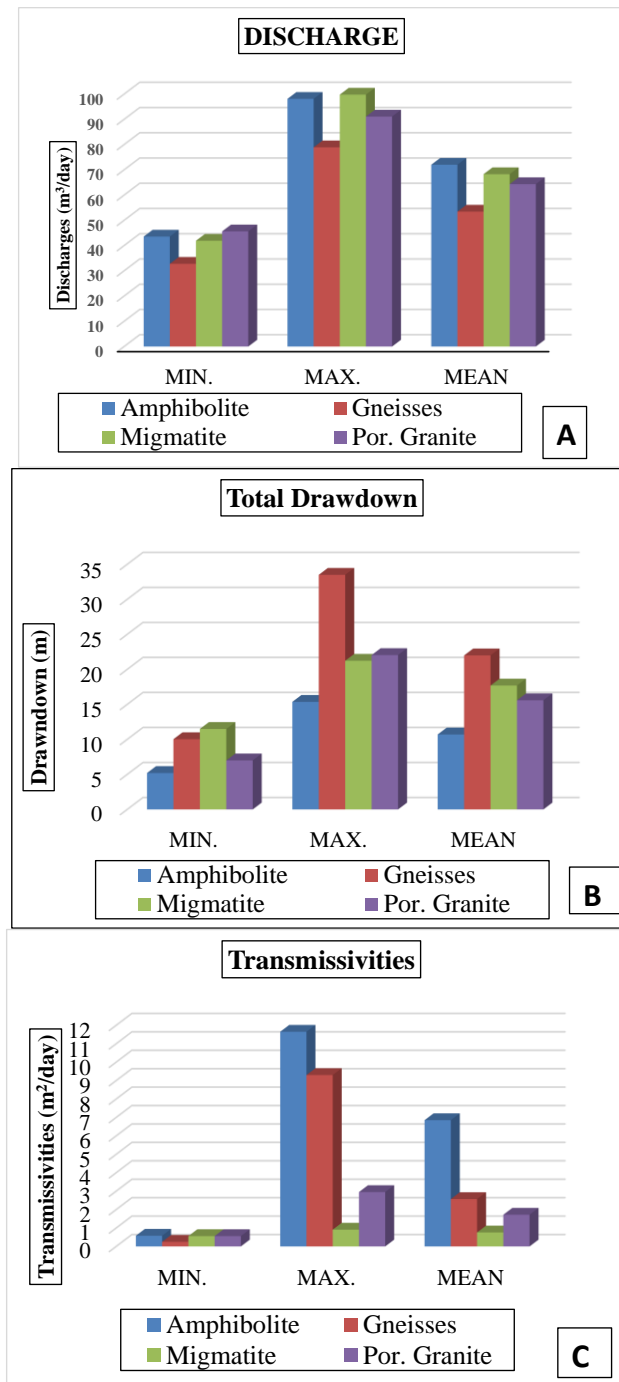 DISCHARGE
Discharges (m³/day)
100
90
80
70
60
50
40
30
20
10
0
MIN. MAX. MEAN
Amphibolite Gneisses
Migmatite Por. Granite
A
Total Drawdown
Drawndown (m)
35
30
25
20
15
10
5
0
MIN. MAX. MEAN
Amphibolite Gneisses
Migmatite Por. Granite
B
Transmissivities
Transmissivities (m²/day)
12
11
10
9
8
7
6
5
4
3
2
1
0
MIN. MAX. MEAN
Amphibolite Gneisses
Migmatite Por. Granite
C